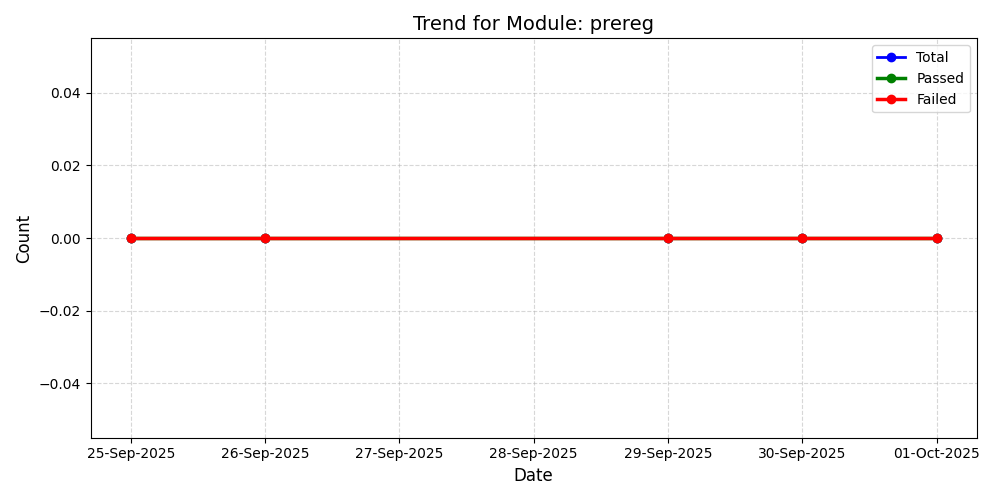 Trend for Module: prereg
Total
Passed
Failed
Count
0.04
0.02
0.00
−0.02
−0.04
25-Sep-2025 26-Sep-2025 27-Sep-2025 28-Sep-2025 29-Sep-2025 30-Sep-2025 01-Oct-2025
Date